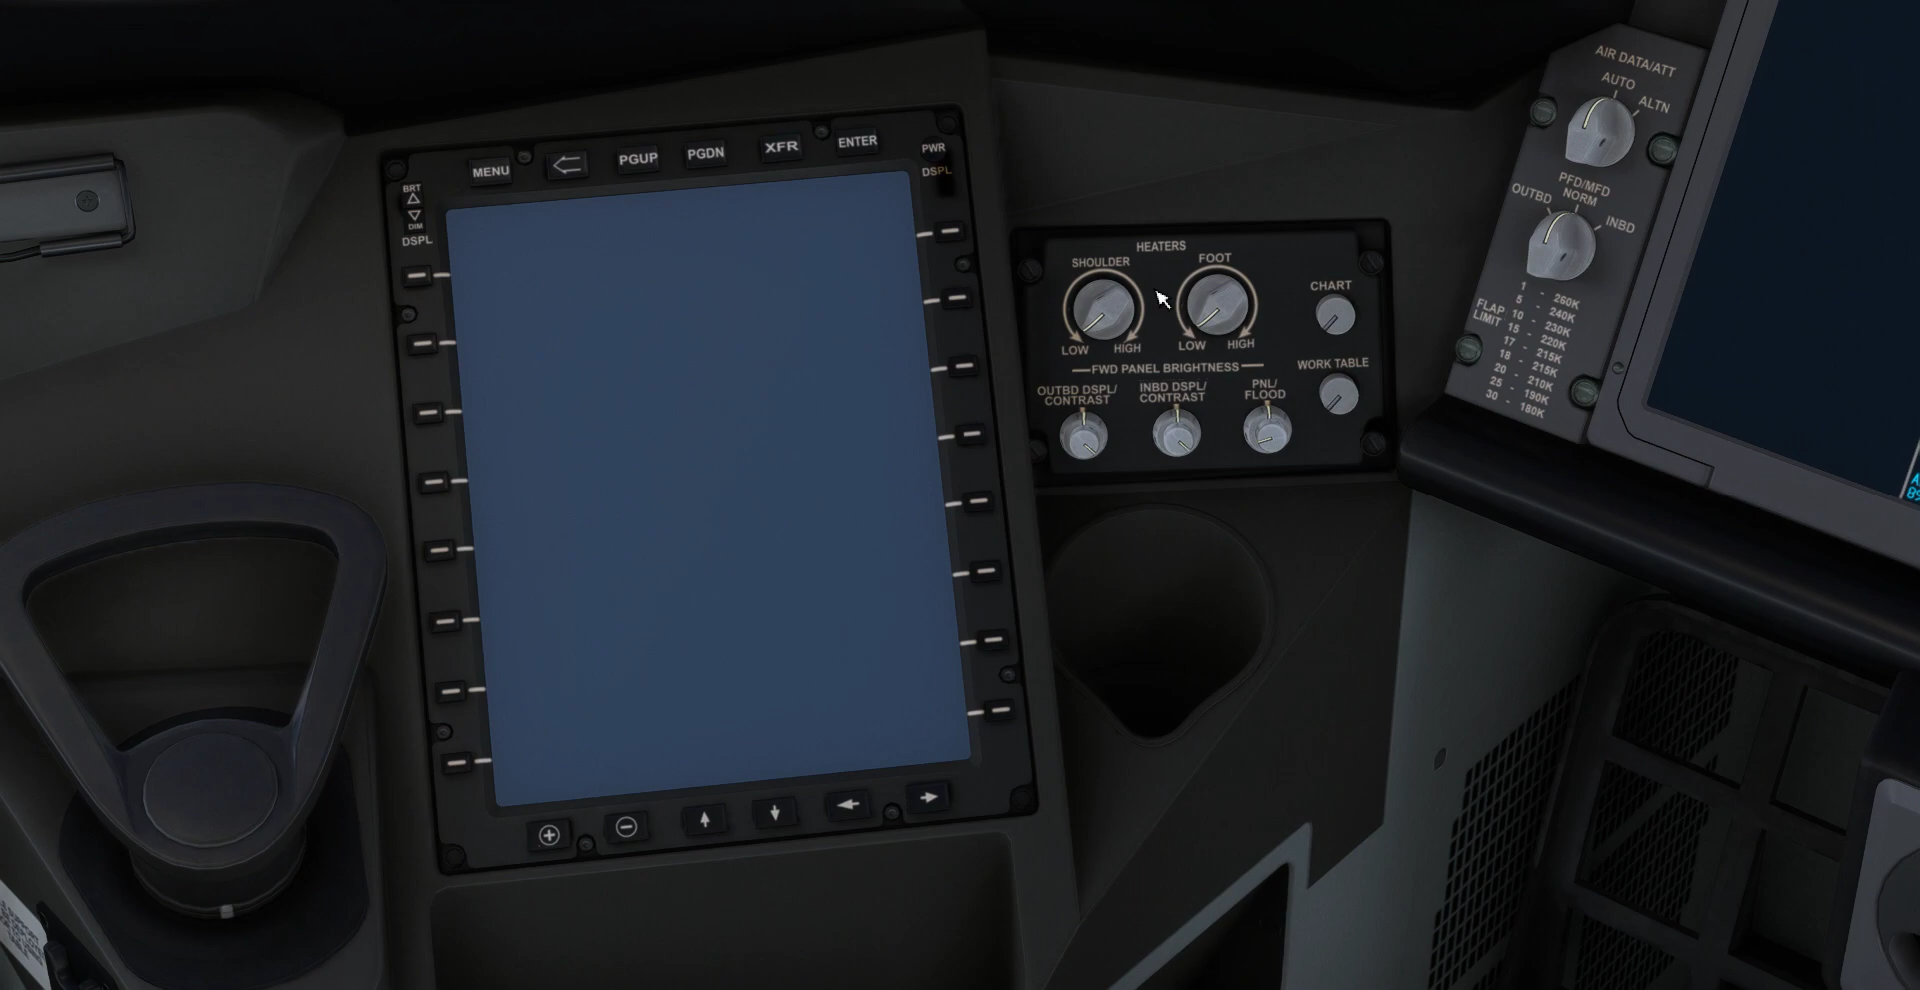 MENU
PGUP
PGDN
XFR
ENTER
PWR
DSPL
BRT
DIM
DSPL
HEATERS
SHOULDER
FOOT
LOW
HIGH
LOW
HIGH
CHART
FWD PANEL BRIGHTNESS
WORK TABLE
OUTBD DSPL/
CONTRAST
INBD DSPL/
CONTRAST
PNL/
FLOOD
AIR DATA/ATT
AUTO
ALTN
PFD/MFD
NORM
OUTBD
INBD
FLAP
LIMIT
1 - 260K
5 - 240K
10 - 230K
15 - 220K
17 - 215K
18 - 215K
20 - 210K
25 - 190K
30 - 180K